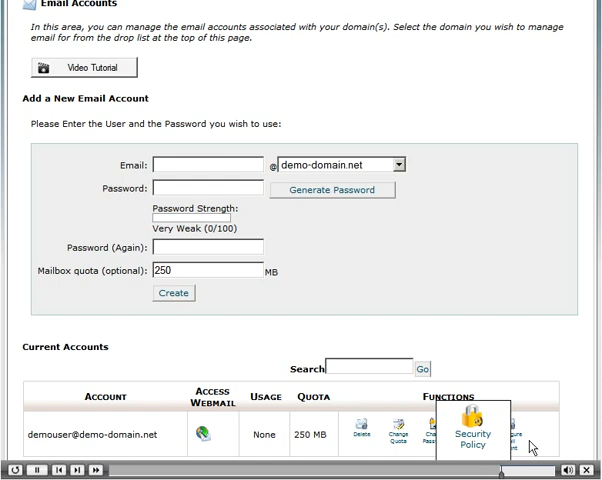 Email Accounts
In this area, you can manage the email accounts associated with your domain(s). Select the domain you wish to manage
email for from the drop list at the top of this page.
Video Tutorial
Add a New Email Account
Please Enter the User and the Password you wish to use:
Email: @ demo-domain.net
Password: Generate Password
Password Strength:
Very Weak (0/100)
Password (Again):
Mailbox quota (optional): 250 MB
Create
Current Accounts
Search Go
ACCOUNT ACCESS WEBMAIL USAGE QUOTA FUNCTIONS
demouser@demo-domain.net None 250 MB Delete Change Quota
Security
Policy